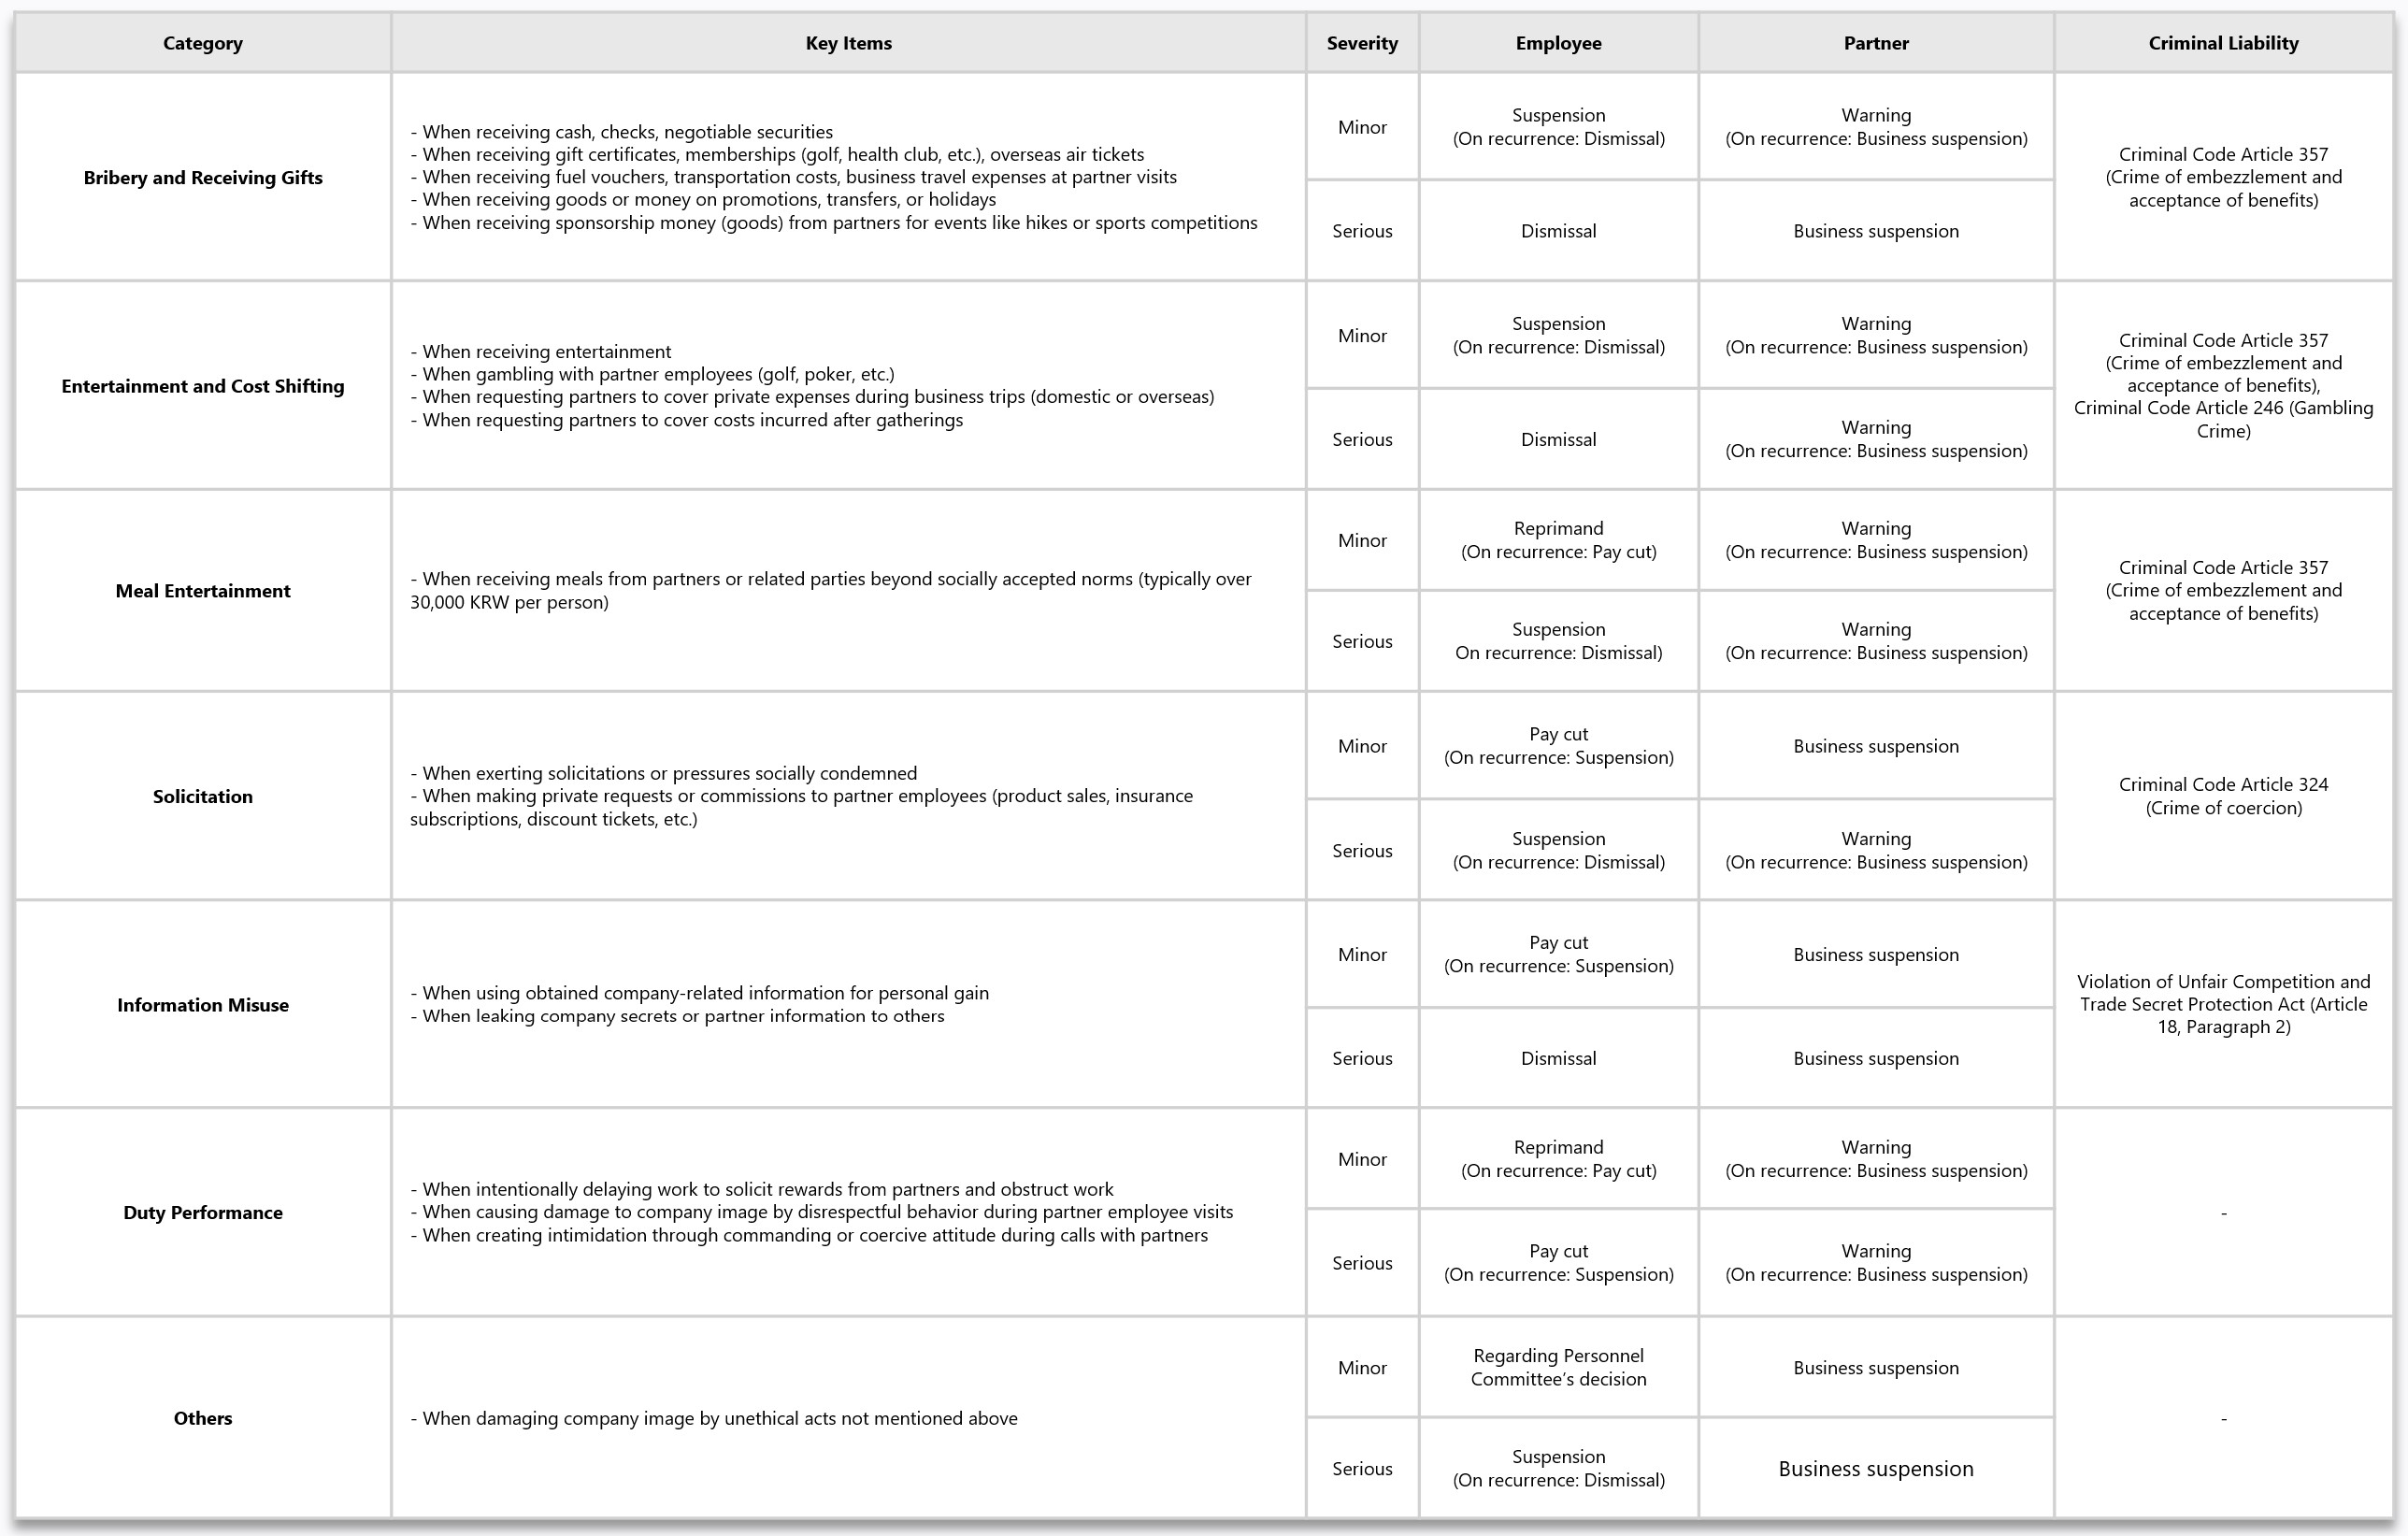 Category
Key Items
Severity
Employee
Partner
Criminal Liability
Bribery and Receiving Gifts
- When receiving cash, checks, negotiable securities
- When receiving gift certificates, memberships (golf, health club, etc.), overseas air tickets
- When receiving fuel vouchers, transportation costs, business travel expenses at partner visits
- When receiving goods or money on promotions, transfers, or holidays
- When receiving sponsorship money (goods) from partners for events like hikes or sports competitions
Minor
Suspension
(On recurrence: Dismissal)
Warning
(On recurrence: Business suspension)
Serious
Dismissal
Business suspension
Criminal Code Article 357
(Crime of embezzlement and
acceptance of benefits)
Entertainment and Cost Shifting
- When receiving entertainment
- When gambling with partner employees (golf, poker, etc.)
- When requesting partners to cover private expenses during business trips (domestic or overseas)
- When requesting partners to cover costs incurred after gatherings
Minor
Suspension
(On recurrence: Dismissal)
Warning
(On recurrence: Business suspension)
Serious
Dismissal
Warning
(On recurrence: Business suspension)
Criminal Code Article 357
(Crime of embezzlement and
acceptance of benefits),
Criminal Code Article 246 (Gambling
Crime)
Meal Entertainment
- When receiving meals from partners or related parties beyond socially accepted norms (typically over
30,000 KRW per person)
Minor
Reprimand
(On recurrence: Pay cut)
Warning
(On recurrence: Business suspension)
Serious
Suspension
On recurrence: Dismissal)
Warning
(On recurrence: Business suspension)
Criminal Code Article 357
(Crime of embezzlement and
acceptance of benefits)
Solicitation
- When exerting solicitations or pressures socially condemned
- When making private requests or commissions to partner employees (product sales, insurance
subscriptions, discount tickets, etc.)
Minor
Pay cut
(On recurrence: Suspension)
Business suspension
Serious
Suspension
(On recurrence: Dismissal)
Warning
(On recurrence: Business suspension)
Criminal Code Article 324
(Crime of coercion)
Information Misuse
- When using obtained company-related information for personal gain
- When leaking company secrets or partner information to others
Minor
Pay cut
(On recurrence: Suspension)
Business suspension
Serious
Dismissal
Business suspension
Violation of Unfair Competition and
Trade Secret Protection Act (Article
18, Paragraph 2)
Duty Performance
- When intentionally delaying work to solicit rewards from partners and obstruct work
- When causing damage to company image by disrespectful behavior during partner employee visits
- When creating intimidation through commanding or coercive attitude during calls with partners
Minor
Reprimand
(On recurrence: Pay cut)
Warning
(On recurrence: Business suspension)
Serious
Pay cut
(On recurrence: Suspension)
Warning
(On recurrence: Business suspension)
-
Others
- When damaging company image by unethical acts not mentioned above
Minor
Regarding Personnel
Committee's decision
Business suspension
Serious
Suspension
(On recurrence: Dismissal)
Business suspension
-